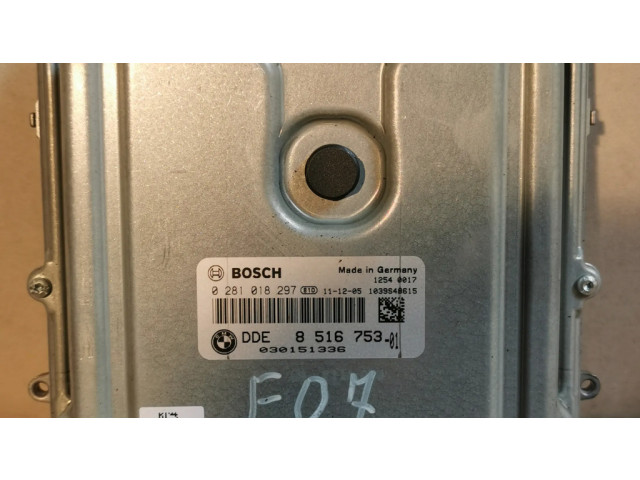 BOSCH Made in Germany
1254 0017
0 281 018 297 11-12-05 1039S48615
DDE 8 516 753-01
030151336
F07